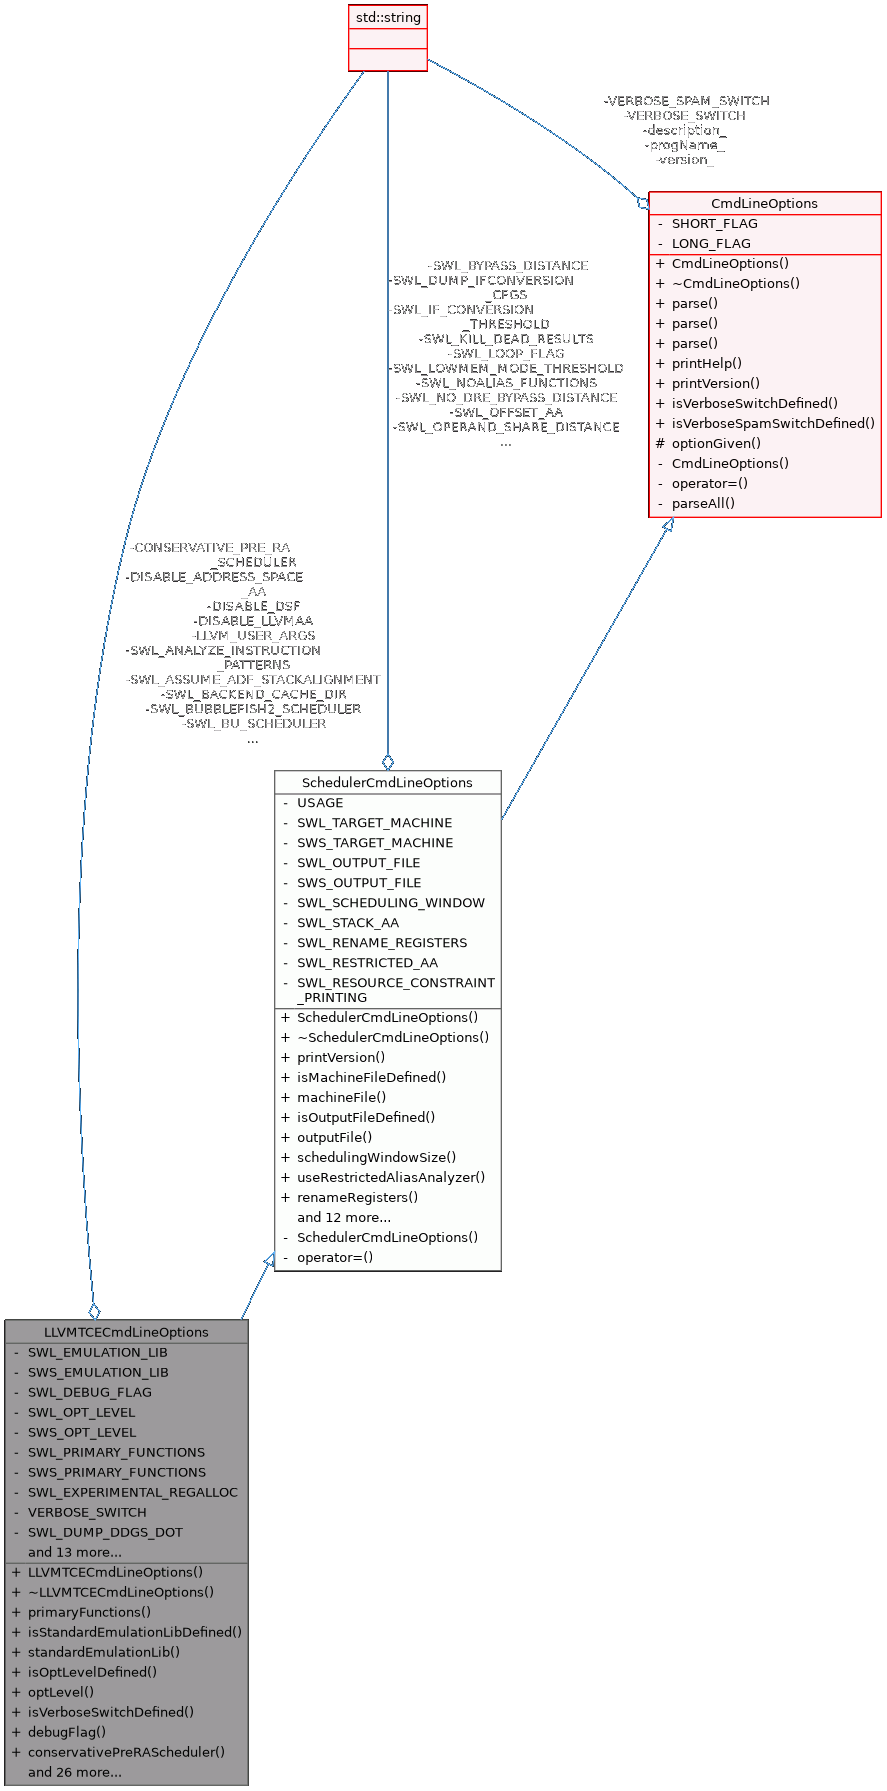 std::string
-VERBOSE_SPAM_SWITCH
-VERBOSE_SWITCH
-description_
-progName_
-version_
CmdLineOptions
- SHORT_FLAG
- LONG_FLAG
+ CmdLineOptions()
+ ~CmdLineOptions()
+ parse()
+ parse()
+ parse()
+ printHelp()
+ printVersion()
+ isVerboseSwitchDefined()
+ isVerboseSpamSwitchDefined()
# optionGiven()
- CmdLineOptions()
- operator=()
- parseAll()
-SWL_BYPASS_DISTANCE
-SWL_DUMP_IFCONVERSION
_CFGS
-SWL_IF_CONVERSION
_THRESHOLD
-SWL_KILL_DEAD_RESULTS
-SWL_LOOP_FLAG
-SWL_LOWMEM_MODE_THRESHOLD
-SWL_NOALIAS_FUNCTIONS
-SWL_NO_DRE_BYPASS_DISTANCE
-SWL_OFFSET_AA
-SWL_OPERAND_SHARE_DISTANCE
...
-CONSERVATIVE_PRE_RA
_SCHEDULER
-DISABLE_ADDRESS_SPACE
_AA
-DISABLE_DSF
-DISABLE_LLVMAA
-LLVM_USER_ARGS
-SWL_ANALYZE_INSTRUCTION
_PATTERNS
-SWL_ASSUME_ADF_STACKALIGNMENT
-SWL_BACKEND_CACHE_DIR
-SWL_BUBBLEFISH2_SCHEDULER
-SWL_BU_SCHEDULER
...
SchedulerCmdLineOptions
- USAGE
- SWL_TARGET_MACHINE
- SWS_TARGET_MACHINE
- SWL_OUTPUT_FILE
- SWS_OUTPUT_FILE
- SWL_SCHEDULING_WINDOW
- SWL_STACK_AA
- SWL_RENAME_REGISTERS
- SWL_RESTRICTED_AA
- SWL_RESOURCE_CONSTRAINT
_PRINTING
+ SchedulerCmdLineOptions()
+ ~SchedulerCmdLineOptions()
+ printVersion()
+ isMachineFileDefined()
+ machineFile()
+ isOutputFileDefined()
+ outputFile()
+ schedulingWindowSize()
+ useRestrictedAliasAnalyzer()
+ renameRegisters()
and 12 more...
- SchedulerCmdLineOptions()
- operator=()
LLVMTCECmdLineOptions
- SWL_EMULATION_LIB
- SWS_EMULATION_LIB
- SWL_DEBUG_FLAG
- SWL_OPT_LEVEL
- SWS_OPT_LEVEL
- SWL_PRIMARY_FUNCTIONS
- SWS_PRIMARY_FUNCTIONS
- SWL_EXPERIMENTAL_REGALLOC
- VERBOSE_SWITCH
- SWL_DUMP_DDGS_DOT
and 13 more...
+ LLVMTCECmdLineOptions()
+ ~LLVMTCECmdLineOptions()
+ primaryFunctions()
+ isStandardEmulationLibDefined()
+ standardEmulationLib()
+ isOptLevelDefined()
+ optLevel()
+ isVerboseSwitchDefined()
+ debugFlag()
+ conservativePreRAScheduler()
and 26 more...